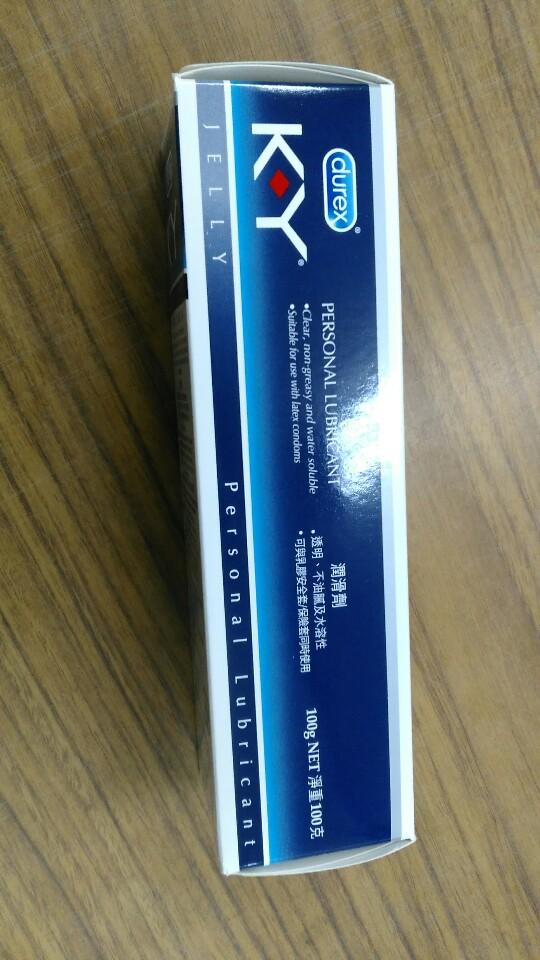 durex
K-Y
PERSONAL LUBRICANT
•Clear, non-greasy and water soluble
•Suitable for use with latex condoms
潤滑劑
•透明、不油膩及水溶性
•可與乳膠安全套/保險套同時使用
100g NET 淨重100克
JELLY
Personal Lubricant